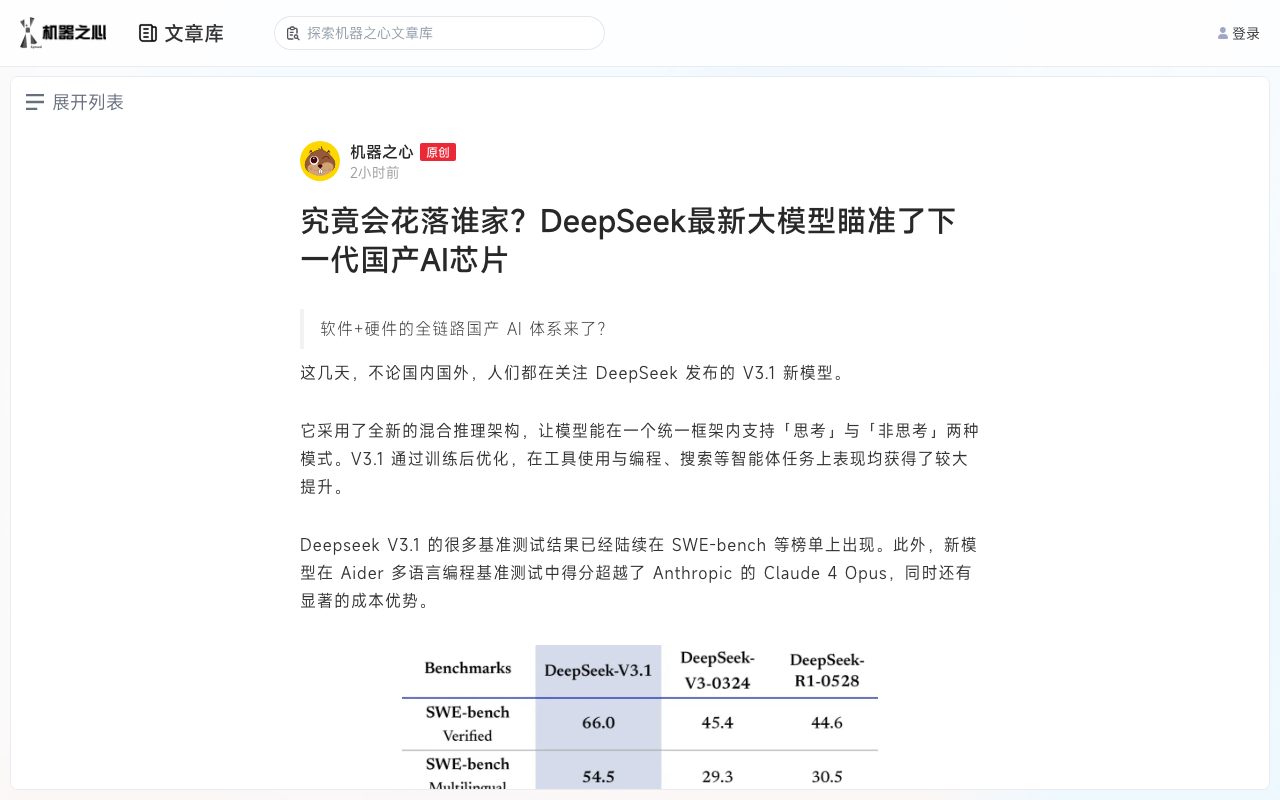 机器之心
文章库
探索机器之心文章库
登录
展开列表
机器之心 原创
2小时前
究竟会花落谁家？DeepSeek最新大模型瞄准了下
一代国产AI芯片
软件+硬件的全链路国产 AI 体系来了？
这几天，不论国内国外，人们都在关注 DeepSeek 发布的 V3.1 新模型。
它采用了全新的混合推理架构，让模型能在一个统一框架内支持「思考」与「非思考」两种
模式。V3.1 通过训练后优化，在工具使用与编程、搜索等智能体任务上表现均获得了较大
提升。
Deepseek V3.1 的很多基准测试结果已经陆续在 SWE-bench 等榜单上出现。此外，新模
型在 Aider 多语言编程基准测试中得分超越了 Anthropic 的 Claude 4 Opus，同时还有
显著的成本优势。
Benchmarks DeepSeek-V3.1 DeepSeek-V3-0324 DeepSeek-R1-0528
SWE-bench Verified 66.0 45.4 44.6
SWE-bench Multilingual 54.5 29.3 30.5